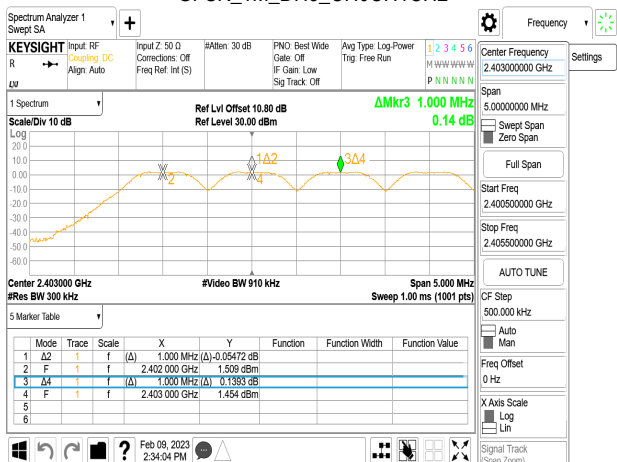 Spectrum Analyzer 1
Swept SA
+
Frequency
KEYSIGHT
R
Input: RF
Coupling: DC
Align: Auto
Input Z: 50 Ω
Corrections: Off
Freq Ref: Int (S)
#Atten: 30 dB
PNO: Best Wide
Gate: Off
IF Gain: Low
Sig Track: Off
Avg Type: Log-Power
Trig: Free Run
1 2 3 4 5 6
M W W W W W
P N N N N N
Center Frequency
2.403000000 GHz
Settings
Span
5.00000000 MHz
Swept Span
Zero Span
Full Span
Start Freq
2.400500000 GHz
Stop Freq
2.405500000 GHz
AUTO TUNE
CF Step
500.000 kHz
Auto
Man
Freq Offset
0 Hz
X Axis Scale
Log
Lin
Signal Track
(Span Zoom)
1 Spectrum
Scale/Div 10 dB
Ref Lvl Offset 10.80 dB
Ref Level 30.00 dBm
ΔMkr3 1.000 MHz
0.14 dB
Log
20.0
10.0
0.00
-10.0
-20.0
-30.0
-40.0
-50.0
-60.0
2
1Δ2
4
3Δ4
Center 2.403000 GHz
#Res BW 300 kHz
#Video BW 910 kHz
Span 5.000 MHz
Sweep 1.00 ms (1001 pts)
5 Marker Table
Mode Trace Scale X Y Function Function Width Function Value
1 Δ2 1 f (Δ) 1.000 MHz (Δ) -0.05472 dB
2 F 1 f 2.402 000 GHz 1.509 dBm
3 Δ4 1 f (Δ) 1.000 MHz (Δ) 0.1393 dB
4 F 1 f 2.403 000 GHz 1.454 dBm
5
6
?
Feb 09, 2023
2:34:04 PM